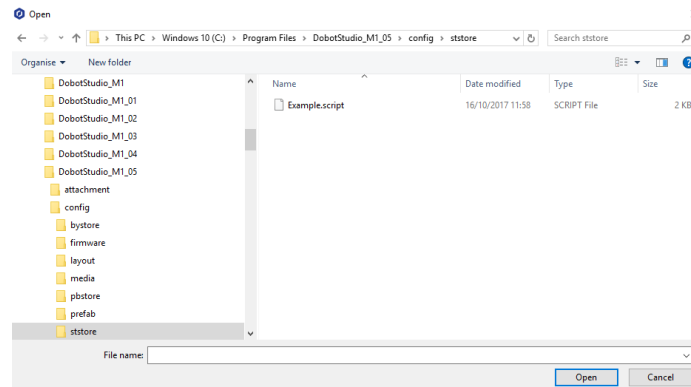 Open
This PC > Windows 10 (C:) > Program Files > DobotStudio_M1_05 > config > ststore
Search ststore
Organise
New folder
Name
Date modified
Type
Size
Example.script
16/10/2017 11:58
SCRIPT File
2 KB
DobotStudio_M1
DobotStudio_M1_01
DobotStudio_M1_02
DobotStudio_M1_03
DobotStudio_M1_04
DobotStudio_M1_05
attachment
config
bystore
firmware
layout
media
pbstore
prefab
ststore
File name:
Open
Cancel